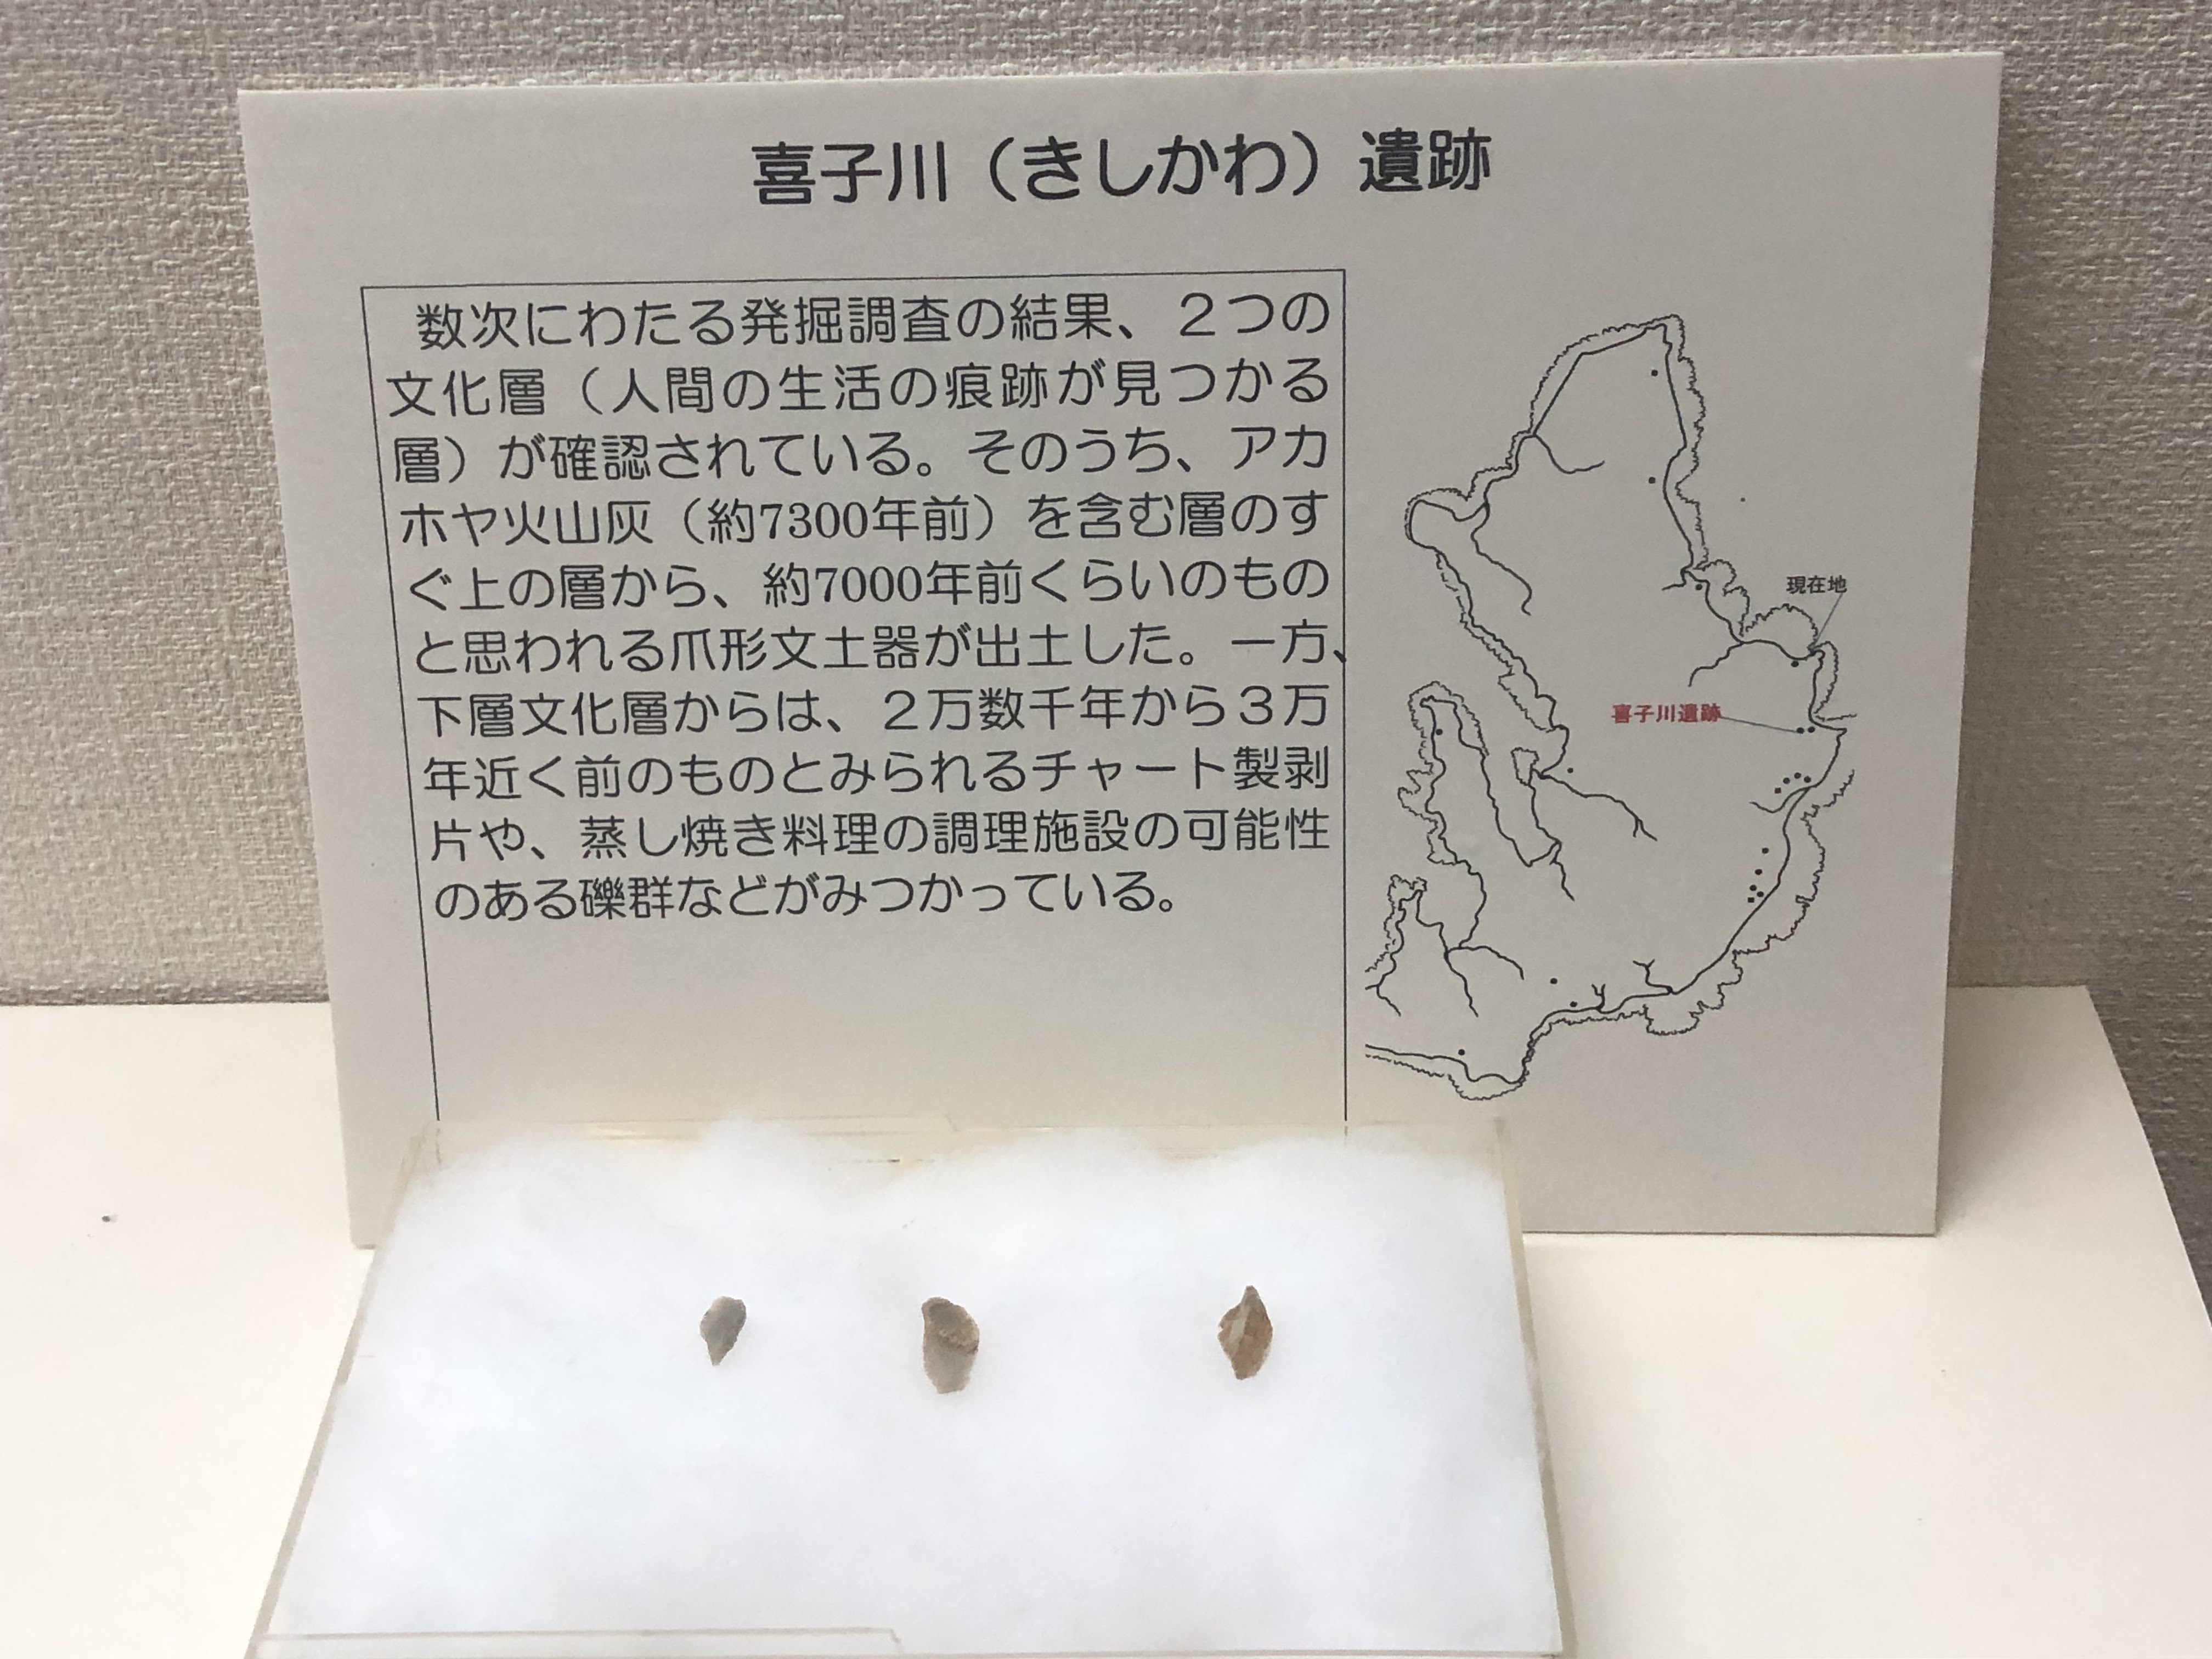 喜子川（きしかわ）遺跡
数次にわたる発掘調査の結果、２つの
文化層（人間の生活の痕跡が見つかる
層）が確認されている。そのうち、アカ
ホヤ火山灰（約7300年前）を含む層のす
ぐ上の層から、約7000年前くらいのもの
と思われる爪形文土器が出土した。一方、
下層文化層からは、２万数千年から３万
年近く前のものとみられるチャート製剥
片や、蒸し焼き料理の調理施設の可能性
のある礫群などがみつかっている。
現在地
喜子川遺跡